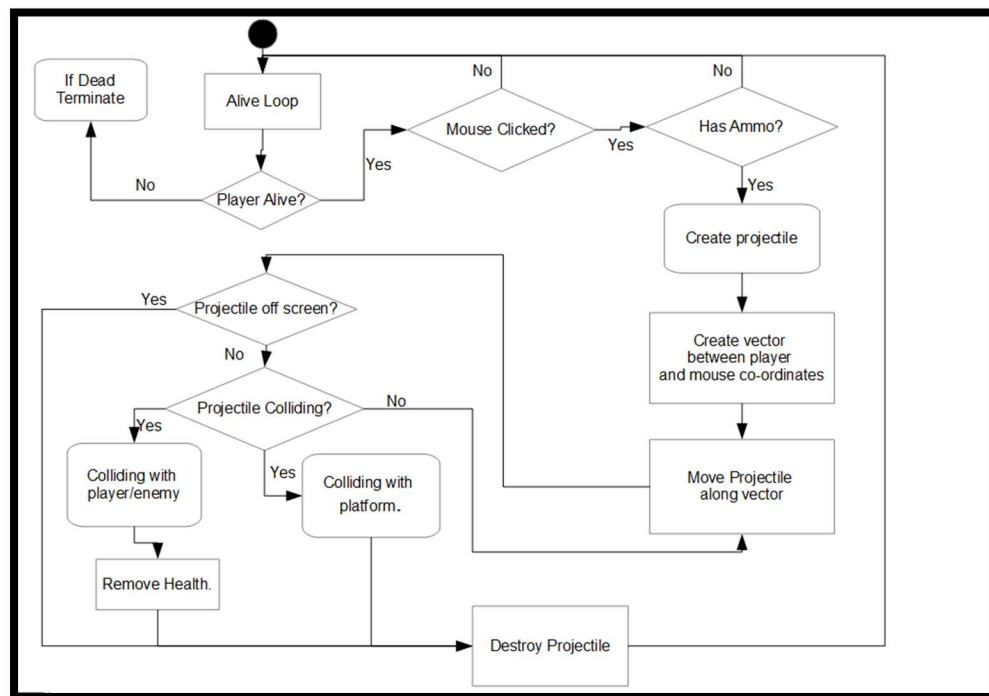 If Dead
Terminate
Alive Loop
No
Mouse Clicked?
No
Has Ammo?
Yes
Yes
No
Player Alive?
Yes
Create projectile
Yes
Projectile off screen?
No
Create vector
between player
and mouse co-ordinates
Projectile Colliding?
No
Yes
Colliding with
player/enemy
Yes
Colliding with
platform.
Move Projectile
along vector
Remove Health.
Destroy Projectile